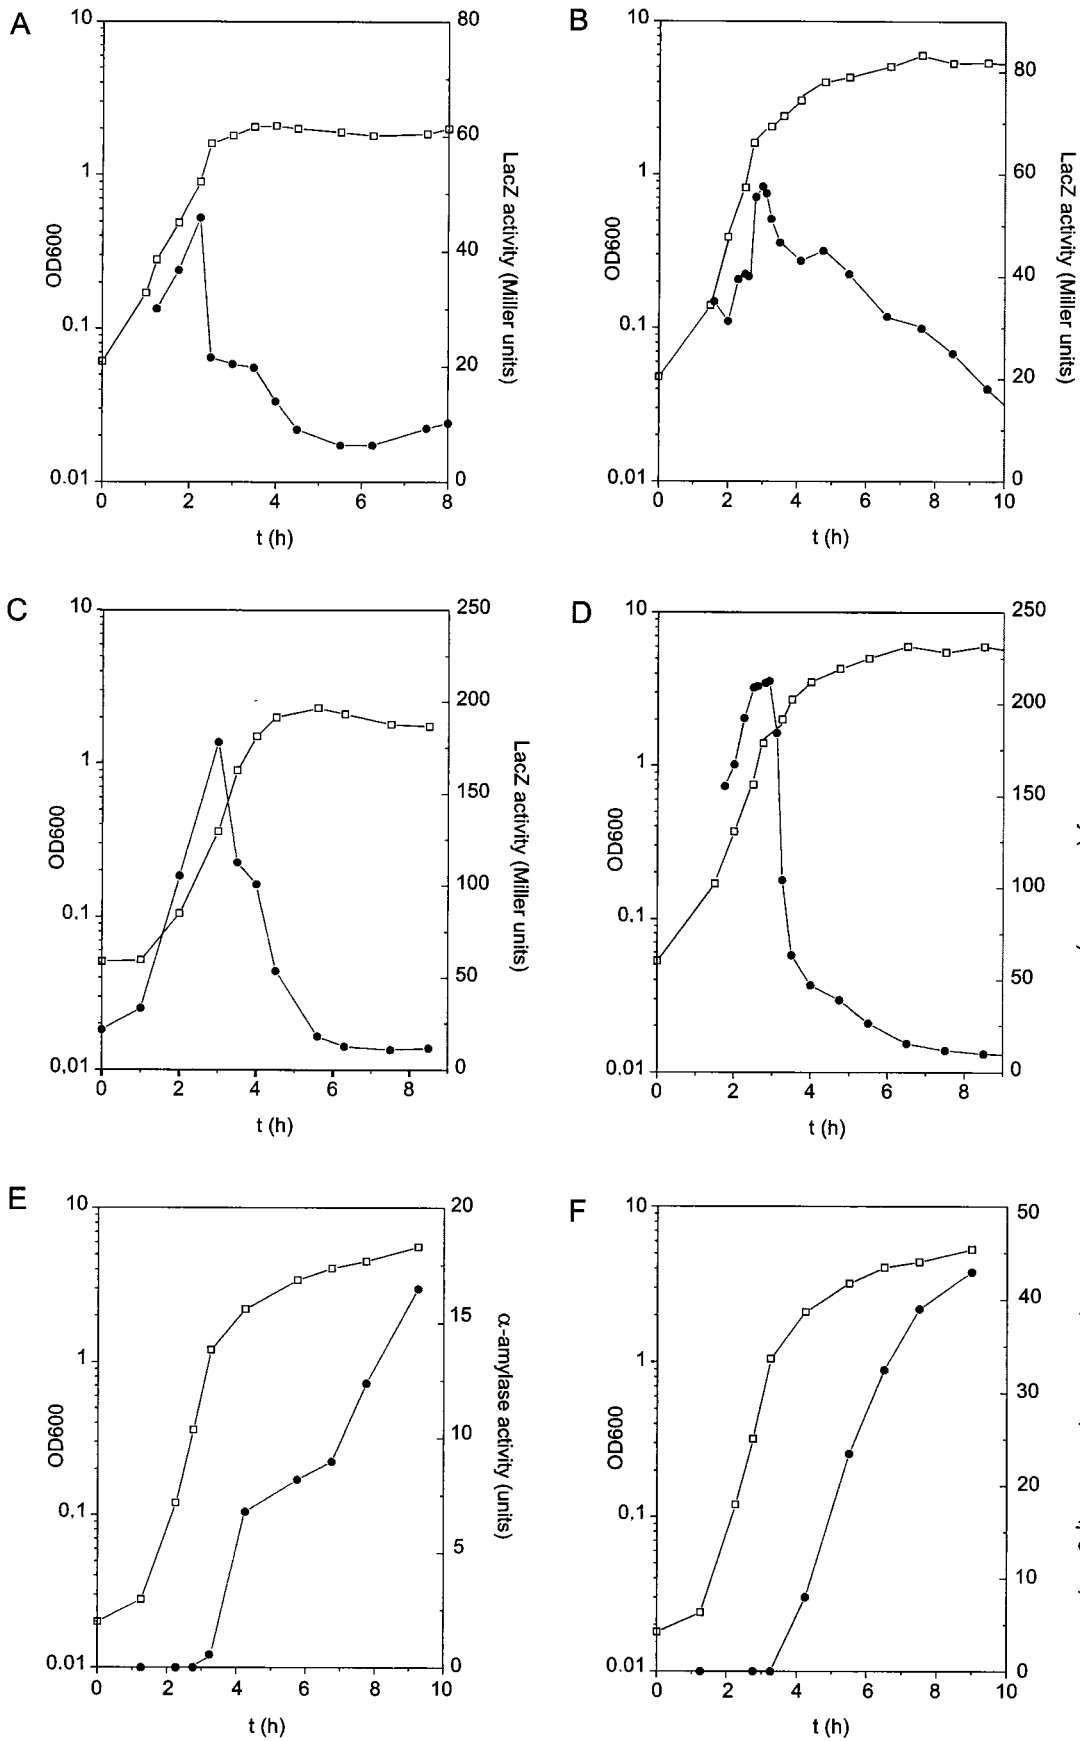 A
10
1
0.1
0.01
OD600
0 2 4 6 8
t (h)
80
60
40
20
0
LacZ activity (Miller units)
B
10
1
0.1
0.01
OD600
0 2 4 6 8 10
t (h)
80
60
40
20
0
LacZ activity (Miller units)
C
10
1
0.1
0.01
OD600
0 2 4 6 8
t (h)
250
200
150
100
50
0
LacZ activity (Miller units)
D
10
1
0.1
0.01
OD600
0 2 4 6 8
t (h)
250
200
150
100
50
0
E
10
1
0.1
0.01
OD600
0 2 4 6 8 10
t (h)
20
15
10
5
0
α-amylase activity (units)
F
10
1
0.1
0.01
OD600
0 2 4 6 8 10
t (h)
50
40
30
20
10
0